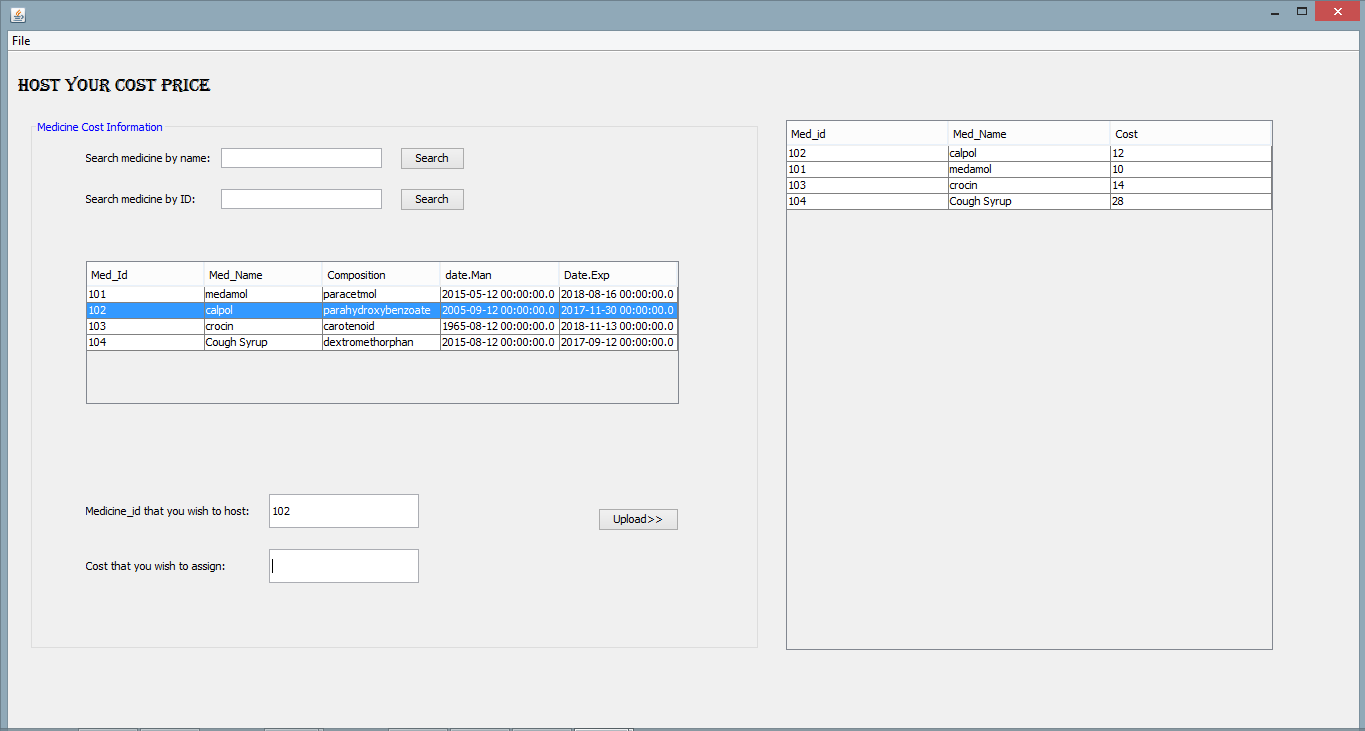 File
HOST YOUR COST PRICE
Medicine Cost Information
Search medicine by name: Search
Search medicine by ID: Search
Med_Id Med_Name Composition date.Man Date.Exp
101 medamol paracetmol 2015-05-12 00:00:00.0 2018-08-16 00:00:00.0
102 calpol parahydroxybenzoate 2005-09-12 00:00:00.0 2017-11-30 00:00:00.0
103 crocin carotenoid 1965-08-12 00:00:00.0 2018-11-13 00:00:00.0
104 Cough Syrup dextromethorphan 2015-08-12 00:00:00.0 2017-09-12 00:00:00.0
Medicine_id that you wish to host: 102
Upload>>
Cost that you wish to assign:
Med_id Med_Name Cost
102 calpol 12
101 medamol 10
103 crocin 14
104 Cough Syrup 28